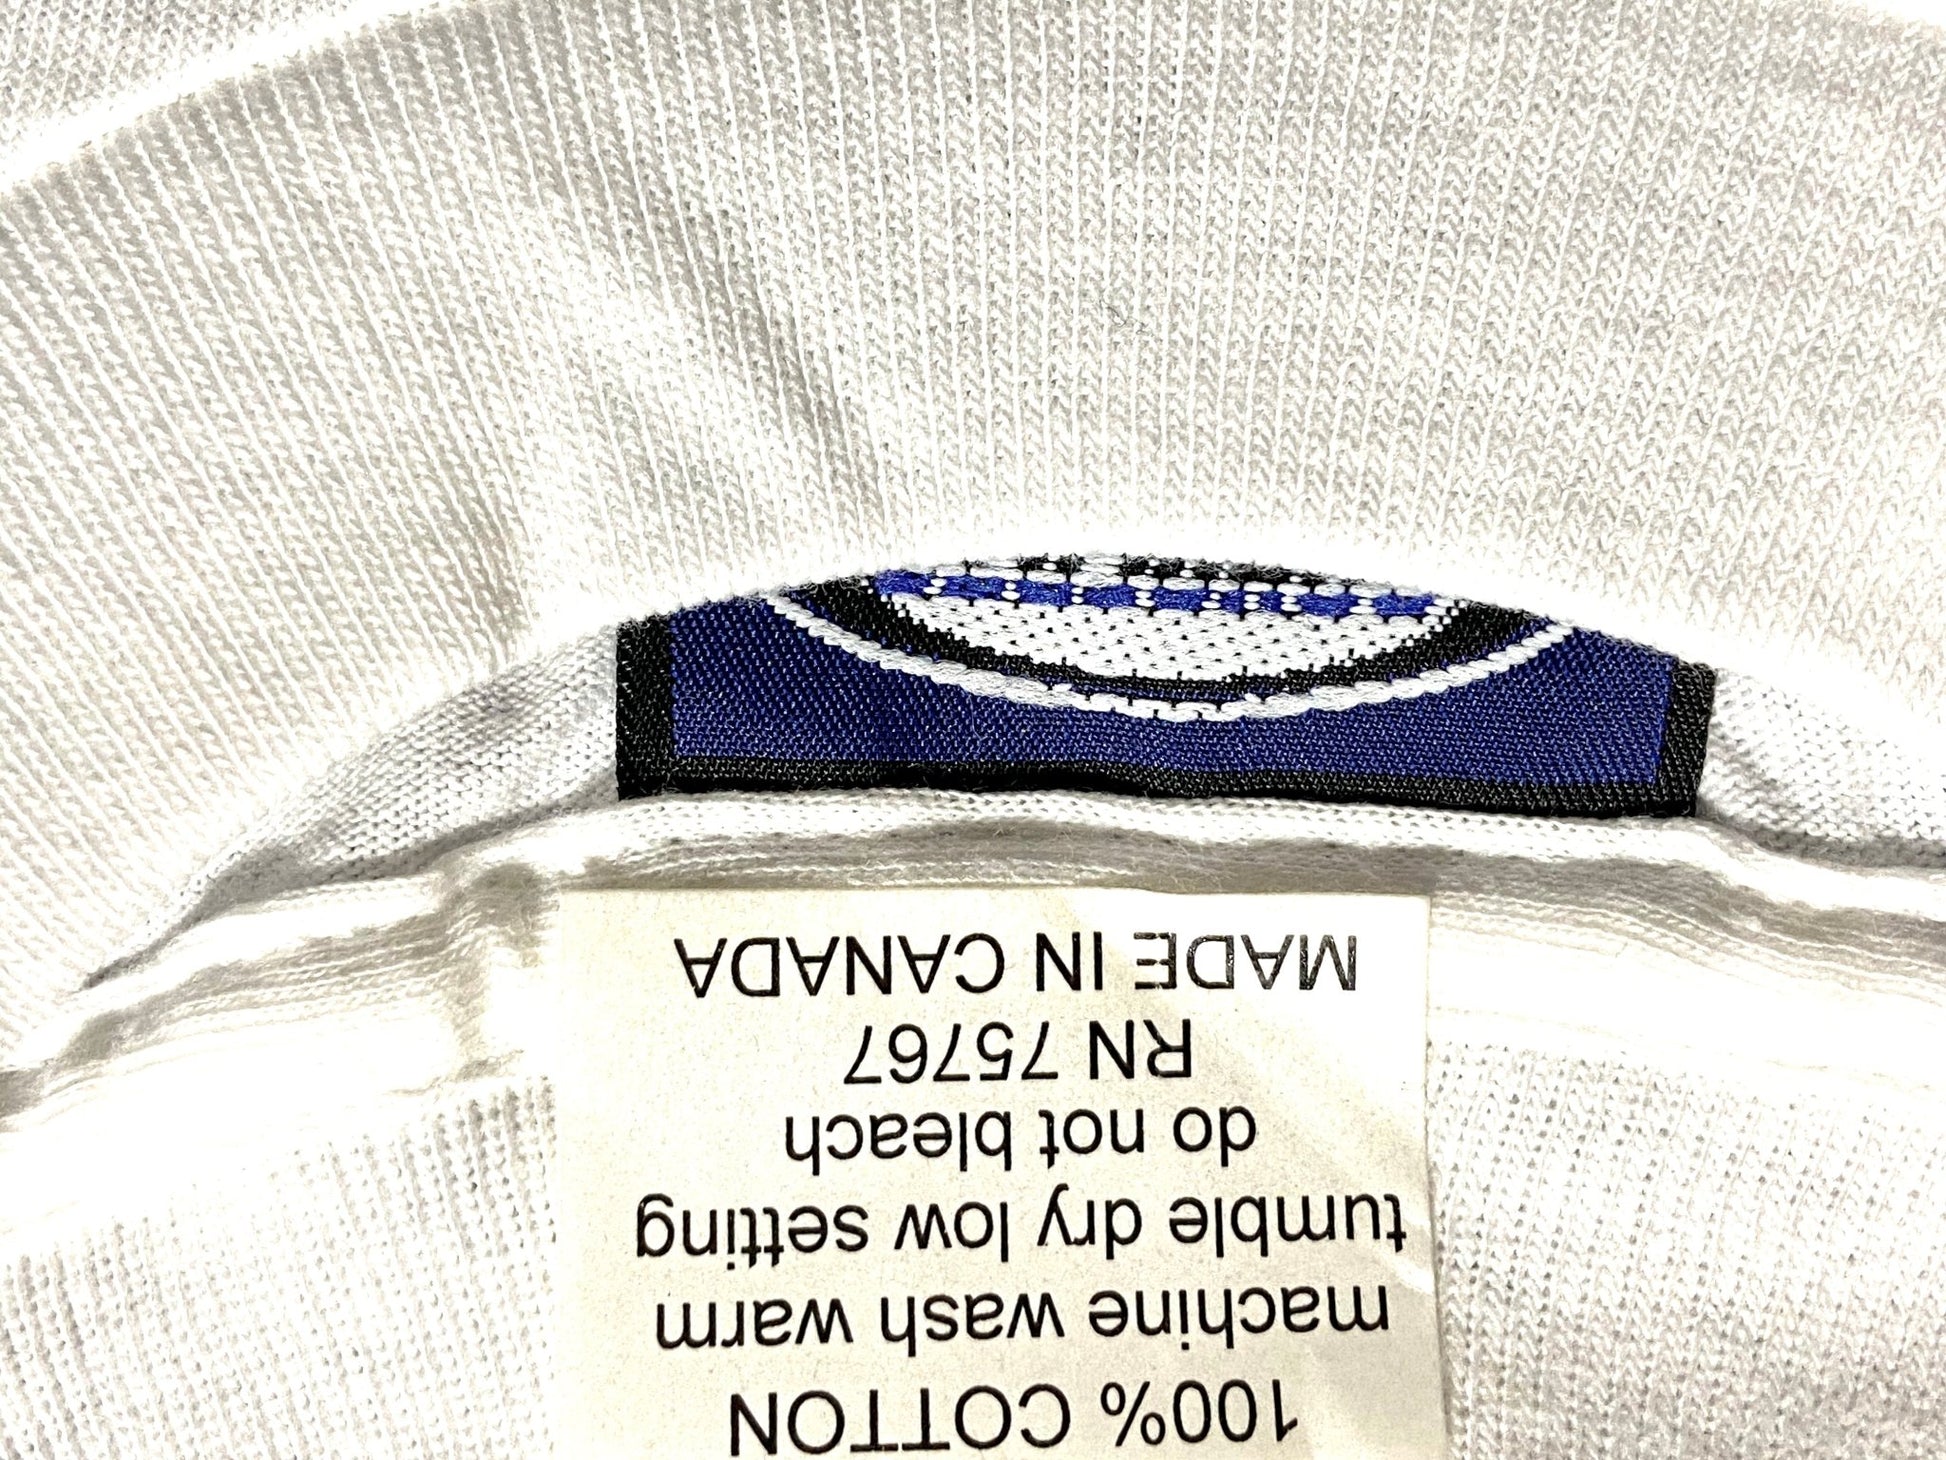 100% COTTON
machine wash warm
tumble dry low setting
do not bleach
RN 75767
MADE IN CANADA